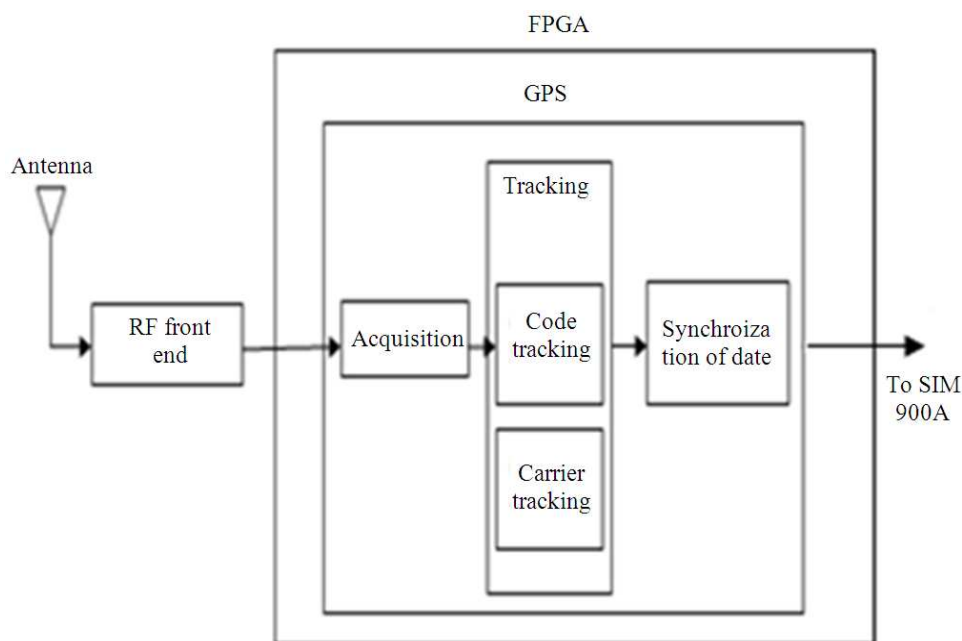 FPGA
GPS
Antenna
Tracking
RF front
end
Acquisition
Code
tracking
Synchroiza
tion of date
To SIM
900A
Carrier
tracking